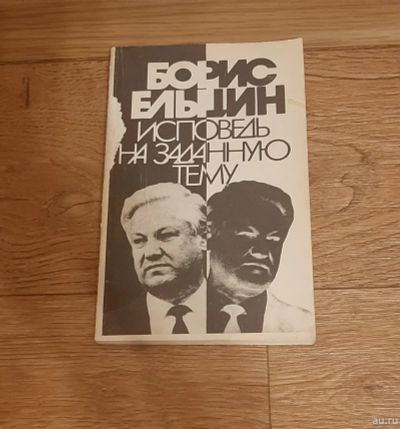 БОРИС
ЕЛЬЦИН
ИСПОВЕДЬ
НА ЗАДАННУЮ
ТЕМУ
au.ru